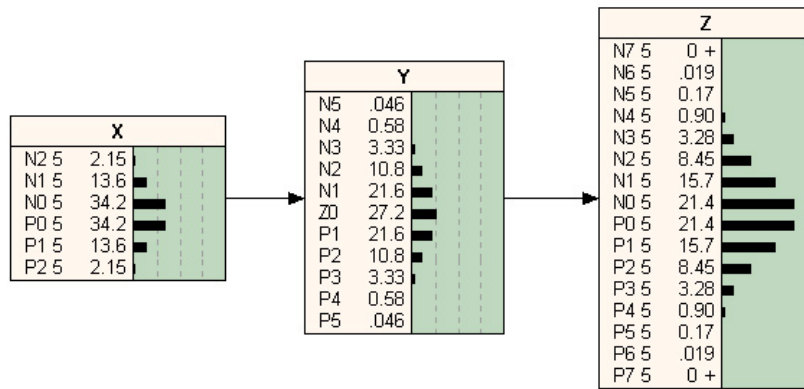 X
N2 5 2.15
N1 5 13.6
N0 5 34.2
P0 5 34.2
P1 5 13.6
P2 5 2.15
Y
N5 .046
N4 0.58
N3 3.33
N2 10.8
N1 21.6
Z0 27.2
P1 21.6
P2 10.8
P3 3.33
P4 0.58
P5 .046
Z
N7 5 0 +
N6 5 .019
N5 5 0.17
N4 5 0.90
N3 5 3.28
N2 5 8.45
N1 5 15.7
N0 5 21.4
P0 5 21.4
P1 5 15.7
P2 5 8.45
P3 5 3.28
P4 5 0.90
P5 5 0.17
P6 5 .019
P7 5 0 +